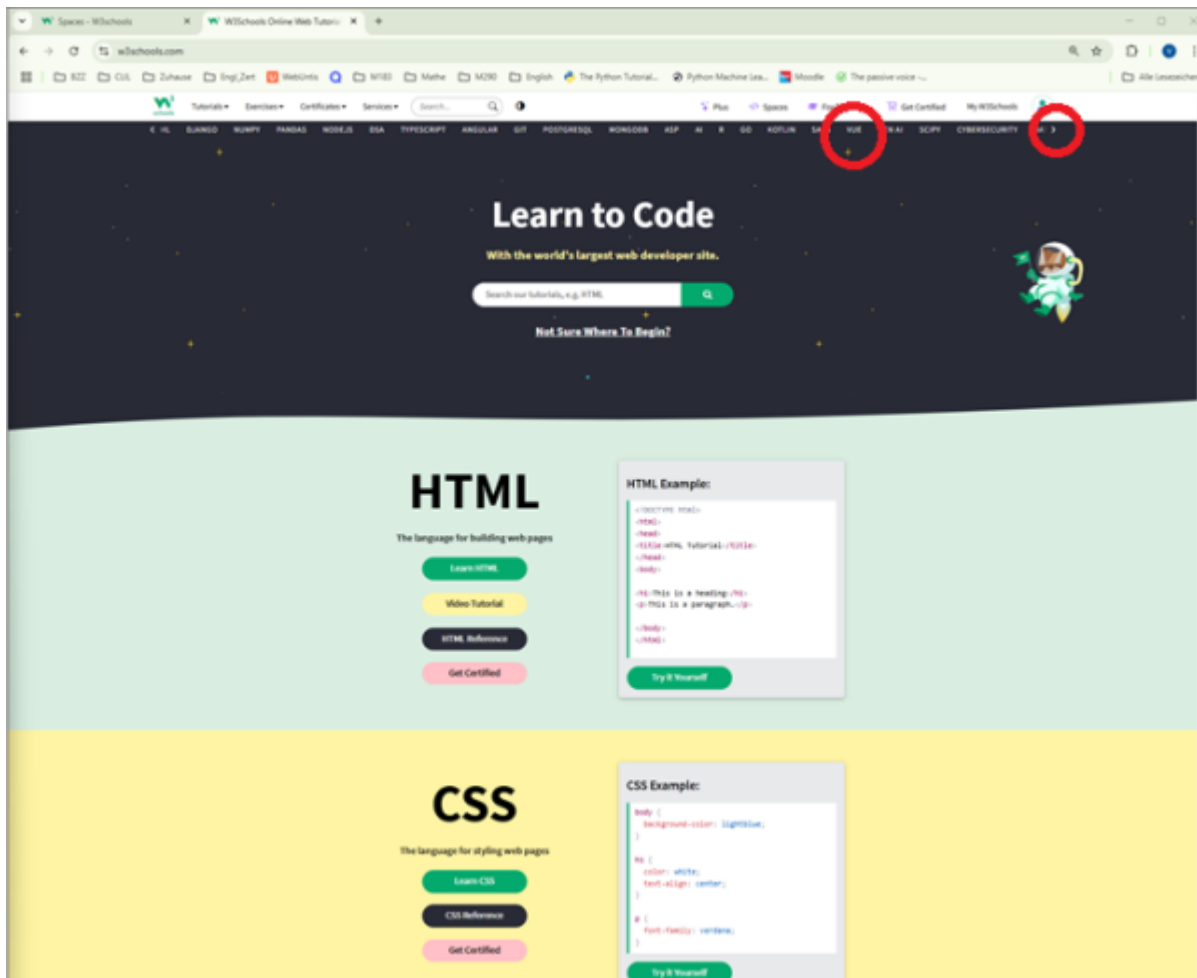 Spaces - W3schools
W3Schools Online Web Tutoria
w3schools.com
BZZ CUL Zuhause Engl_Zert WebUntis M183 Mathe M290 English The Python Tutorial... Python Machine Lea... Moodle The passive voice -... Alle Lesezeichen
schools Tutorials Exercises Certificates Services Search... Plus Spaces Get Certified My W3Schools
DJANGO NUMPY PANDAS NODEJS DSA TYPESCRIPT ANGULAR GIT POSTGRESQL MONGODB ASP AI R GO KOTLIN VUE SCIPY CYBERSECURITY
Learn to Code
With the world's largest web developer site.
Search our tutorials, e.g. HTML
Not Sure Where To Begin?
HTML
The language for building web pages
Learn HTML
Video Tutorial
HTML Reference
Get Certified
HTML Example:
<!DOCTYPE html>
<html>
<head>
<title>HTML Tutorial</title>
</head>
<body>
<h1>This is a heading</h1>
<p>This is a paragraph.</p>
</body>
</html>
Try it Yourself
CSS
The language for styling web pages
Learn CSS
CSS Reference
Get Certified
CSS Example:
body {
background-color: lightblue;
}
h1 {
color: white;
text-align: center;
}
p {
font-family: verdana;
}
Try it Yourself